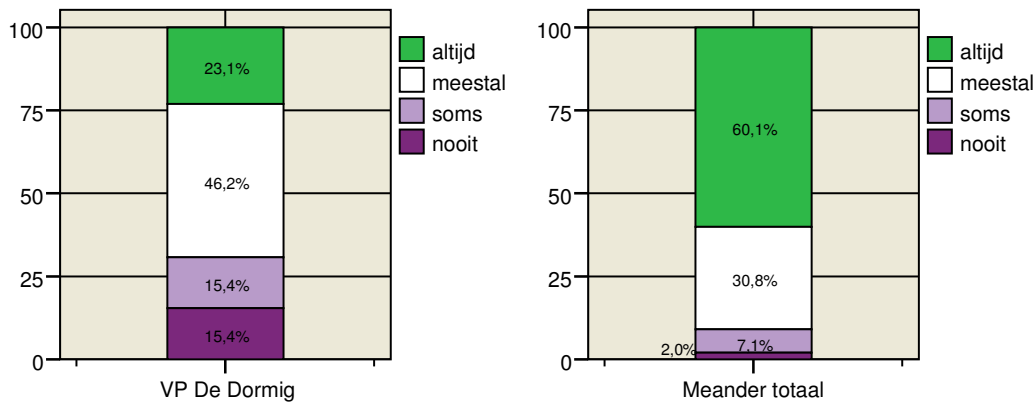 100
75
50
25
0
23,1%
46,2%
15,4%
15,4%
VP De Dormig
altijd
meestal
soms
nooit
100
75
50
25
0
60,1%
30,8%
7,1%
2,0%
Meander totaal
altijd
meestal
soms
nooit